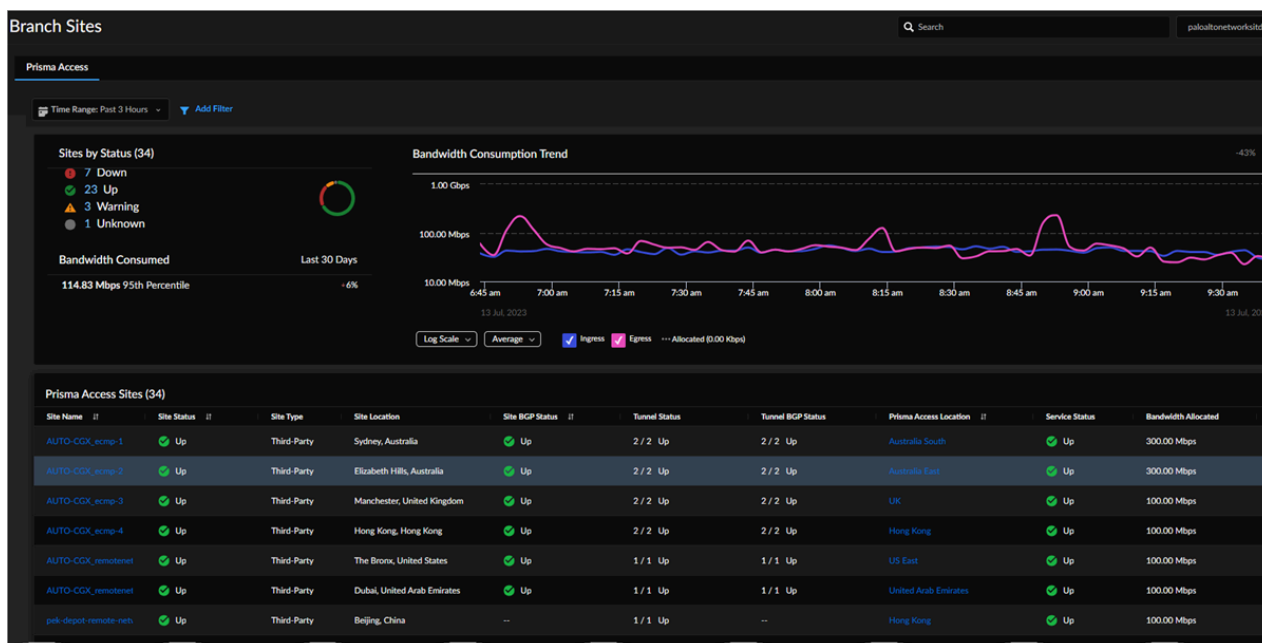 Branch Sites
Search
paloaltonetworksitd
Prisma Access
Time Range: Past 3 Hours
Add Filter
Sites by Status (34)
7 Down
23 Up
3 Warning
1 Unknown
Bandwidth Consumed Last 30 Days
114.83 Mbps 95th Percentile
6%
Bandwidth Consumption Trend
-43%
1.00 Gbps
100.00 Mbps
10.00 Mbps
6:45 am 7:00 am 7:15 am 7:30 am 7:45 am 8:00 am 8:15 am 8:30 am 8:45 am 9:00 am 9:15 am 9:30 am
13 Jul, 2023 13 Jul, 20
Log Scale Average Ingress Egress Allocated (0.00 Kbps)
Prisma Access Sites (34)
Site Name Site Status Site Type Site Location Site BGP Status Tunnel Status Tunnel BGP Status Prisma Access Location Service Status Bandwidth Allocated
AUTO-CGX_ecmp-1 Up Third-Party Sydney, Australia Up 2 / 2 Up 2 / 2 Up Australia South Up 300.00 Mbps
AUTO-CGX_ecmp-2 Up Third-Party Elizabeth Hills, Australia Up 2 / 2 Up 2 / 2 Up Australia East Up 300.00 Mbps
AUTO-CGX_ecmp-3 Up Third-Party Manchester, United Kingdom Up 2 / 2 Up 2 / 2 Up UK Up 100.00 Mbps
AUTO-CGX_ecmp-4 Up Third-Party Hong Kong, Hong Kong Up 2 / 2 Up 2 / 2 Up Hong Kong Up 100.00 Mbps
AUTO-CGX_remotenet Up Third-Party The Bronx, United States Up 1 / 1 Up 1 / 1 Up US East Up 100.00 Mbps
AUTO-CGX_remotenet Up Third-Party Dubai, United Arab Emirates Up 1 / 1 Up 1 / 1 Up United Arab Emirates Up 100.00 Mbps
pek-depot-remote-netw Up Third-Party Beijing, China -- 1 / 1 Up -- Hong Kong Up 100.00 Mbps